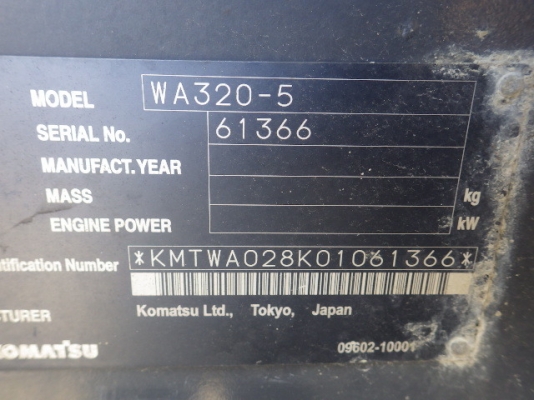 MODEL WA320-5
SERIAL No. 61366
MANUFACT.YEAR
MASS kg
ENGINE POWER kW
ntification Number *KMTWA028K01061366*
TURER Komatsu Ltd., Tokyo, Japan
KOMATSU 09602-10001